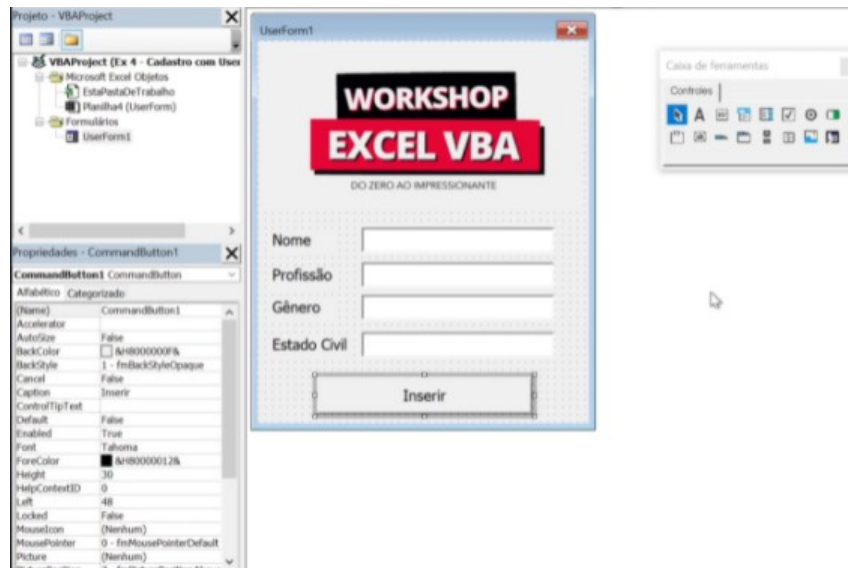 Projeto - VBAProject
VBAProject (Ex 4 - Cadastro com User
Microsoft Excel Objetos
EstaPastaDeTrabalho
Planilha4 (UserForm)
Formulários
UserForm1
Propriedades - CommandButton1
CommandButton1 CommandButton
Alfabético Categorizado
(Name) CommandButton1
Accelerator
AutoSize False
BackColor &H8000000F&
BackStyle 1 - fmBackStyleOpaque
Cancel False
Caption Inserir
ControlTipText
Default False
Enabled True
Font Tahoma
ForeColor &H80000012&
Height 30
HelpContextID 0
Left 48
Locked False
MouseIcon (Nenhum)
MousePointer 0 - fmMousePointerDefault
Picture (Nenhum)
UserForm1
WORKSHOP
EXCEL VBA
DO ZERO AO IMPRESSIONANTE
Nome
Profissão
Gênero
Estado Civil
Inserir
Caixa de ferramentas
Controles